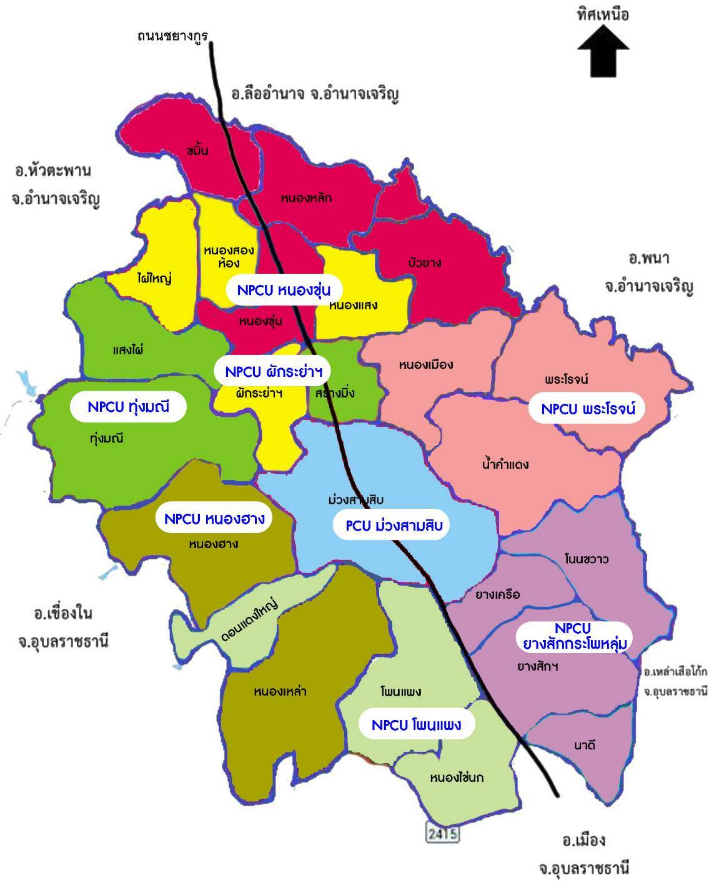 ทิศเหนือ
ถนนชยางกูร
อ.ลืออำนาจ จ.อำนาจเจริญ
ขมิ้น
อ.หัวตะพาน
จ.อำนาจเจริญ
หนองหลัก
หนองสอง
ห้อง
บัวยาง
อ.พนา
จ.อำนาจเจริญ
ไผ่ใหญ่
NPCU หนองขุ่น
หนองแสง
หนองขุ่น
แสงไผ่
หนองเมือง
NPCU ผักระย่าฯ
พระโรจน์
ผักระย่าฯ
สร้างมิ่ง
NPCU ทุ่งมณี
NPCU พระโรจน์
ทุ่งมณี
น้ำคำแดง
ม่วงสามสิบ
NPCU หนองฮาง
PCU ม่วงสามสิบ
หนองฮาง
โนนขวาว
ยางเครือ
อ.เขื่องใน
จ.อุบลราชธานี
ดอนแดงใหญ่
NPCU
ยางสักกระโพหลุ่ม
ยางสักฯ
อ.เหล่าเสือโก้ก
จ.อุบลราชธานี
หนองเหล่า
โพนแพง
NPCU โพนแพง
นาดี
หนองไข่นก
2415
อ.เมือง
จ.อุบลราชธานี